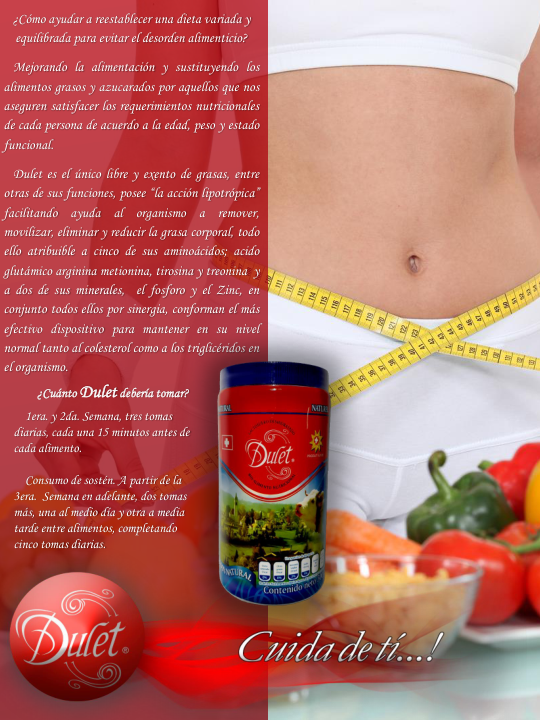 ¿Cómo ayudar a reestablecer una dieta variada y
equilibrada para evitar el desorden alimenticio?
Mejorando la alimentación y sustituyendo los
alimentos grasos y azucarados por aquellos que nos
aseguren satisfacer los requerimientos nutricionales
de cada persona de acuerdo a la edad, peso y estado
funcional.
Dulet es el único libre y exento de grasas, entre
otras de sus funciones, posee "la acción lipotrópica"
facilitando ayuda al organismo a remover,
movilizar, eliminar y reducir la grasa corporal, todo
ello atribuible a cinco de sus aminoácidos; acido
glutámico arginina metionina, tirosina y treonina y
a dos de sus minerales, el fosforo y el Zinc, en
conjunto todos ellos por sinergia, conforman el más
efectivo dispositivo para mantener en su nivel
normal tanto al colesterol como a los triglicéridos en
el organismo.
¿Cuánto Dulet debería tomar?
1era. y 2da. Semana, tres tomas
diarias, cada una 15 minutos antes de
cada alimento.
Consumo de sostén. A partir de la
3era. Semana en adelante, dos tomas
más, una al medio día y otra a media
tarde entre alimentos, completando
cinco tomas diarias.
Dulet®
NATURAL
Contenido neto
Dulet®
Cuida de tí...!